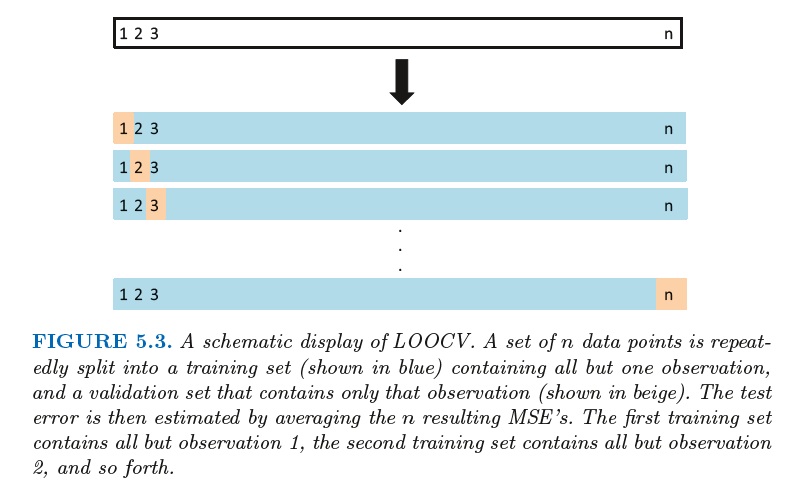 1 2 3 n
1 2 3 n
1 2 3 n
1 2 3 n
.
.
.
1 2 3 n
FIGURE 5.3. A schematic display of LOOCV. A set of n data points is repeat-
edly split into a training set (shown in blue) containing all but one observation,
and a validation set that contains only that observation (shown in beige). The test
error is then estimated by averaging the n resulting MSE's. The first training set
contains all but observation 1, the second training set contains all but observation
2, and so forth.